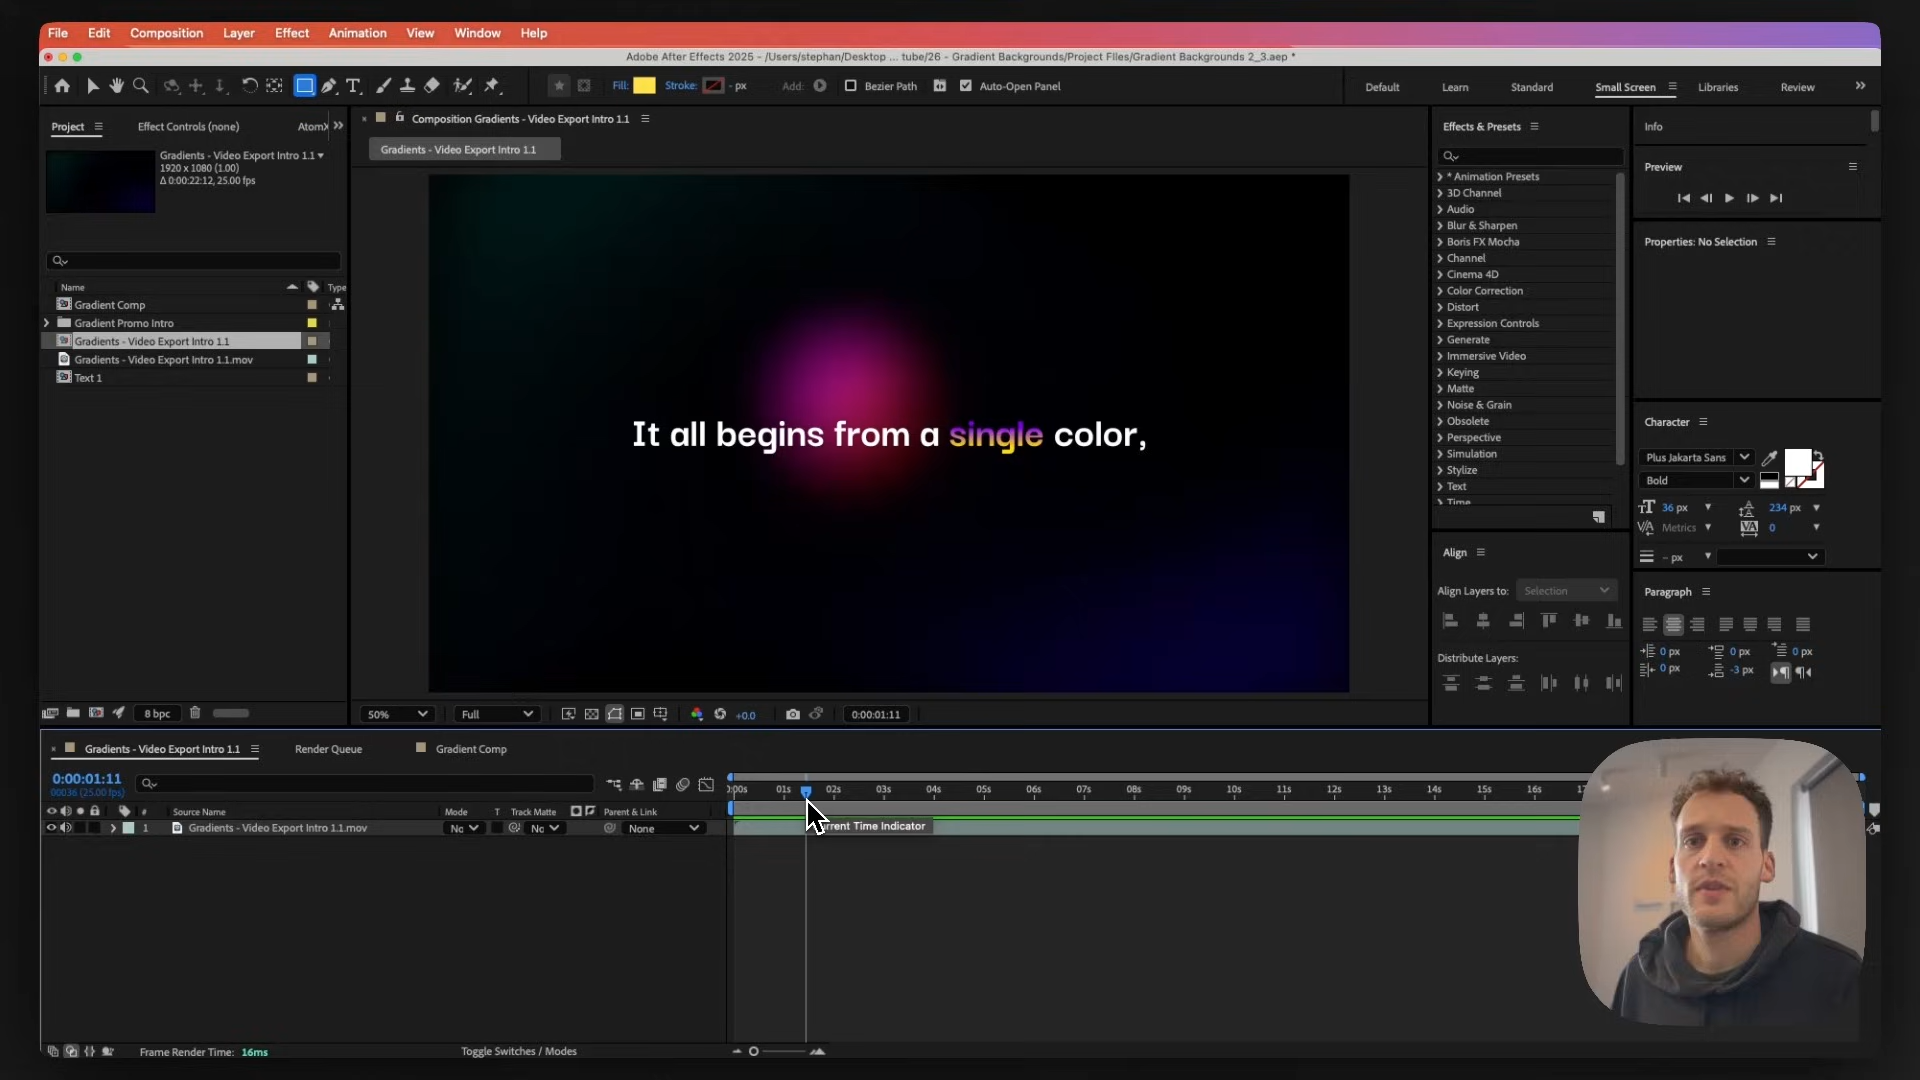 File Edit Composition Layer Effect Animation View Window Help
Adobe After Effects 2025 - /Users/stephan/Desktop ... tube/26 - Gradient Backgrounds/Project Files/Gradient Backgrounds 2_3.aep *
Fill: Stroke: - px Add: Bezier Path Auto-Open Panel Default Learn Standard Small Screen Libraries Review
Project Effect Controls (none) AtomX
Composition Gradients - Video Export Intro 1.1
Gradients - Video Export Intro 1.1
Gradients - Video Export Intro 1.1
1920 x 1080 (1.00)
Δ 0:00:22:12, 25.00 fps
Name Type
Gradient Comp
Gradient Promo Intro
Gradients - Video Export Intro 1.1
Gradients - Video Export Intro 1.1.mov
Text 1
8 bpc
It all begins from a single color,
50% Full +0.0 0:00:01:11
Effects & Presets
* Animation Presets
3D Channel
Audio
Blur & Sharpen
Boris FX Mocha
Channel
Cinema 4D
Color Correction
Distort
Expression Controls
Generate
Immersive Video
Keying
Matte
Noise & Grain
Obsolete
Perspective
Simulation
Stylize
Text
Time
Align
Align Layers to: Selection
Distribute Layers:
Info
Preview
Properties: No Selection
Character
Plus Jakarta Sans
Bold
36 px 234 px
Metrics 0
- px
Paragraph
0 px 0 px 0 px
0 px -3 px
Gradients - Video Export Intro 1.1 Render Queue Gradient Comp
0:00:01:11
00036 (25.00 fps)
# Source Name Mode T Track Matte Parent & Link
1 Gradients - Video Export Intro 1.1.mov No No None
:00s 01s 02s 03s 04s 05s 06s 07s 08s 09s 10s 11s 12s 13s 14s 15s 16s
rrent Time Indicator
Frame Render Time: 16ms
Toggle Switches / Modes